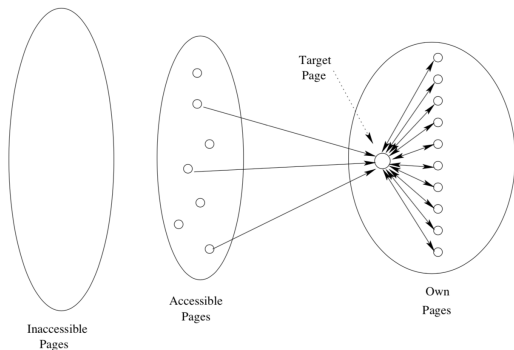 Target
Page
Inaccessible
Pages
Accessible
Pages
Own
Pages